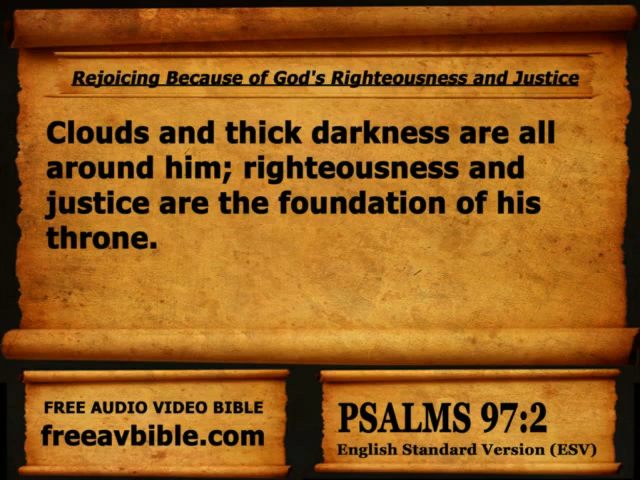 Rejoicing Because of God's Righteousness and Justice
Clouds and thick darkness are all
around him; righteousness and
justice are the foundation of his
throne.
FREE AUDIO VIDEO BIBLE
freeavbible.com
PSALMS 97:2
English Standard Version (ESV)